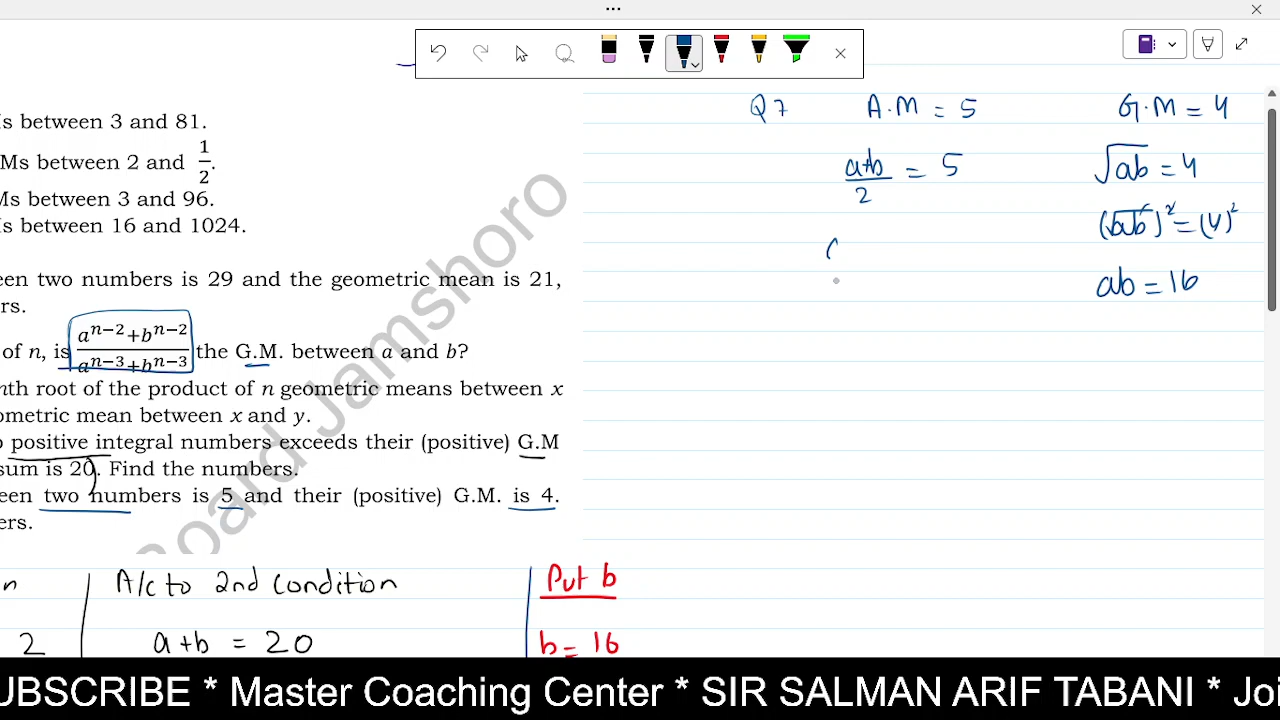 s between 3 and 81.
Ms between 2 and 1/2.
Ms between 3 and 96.
s between 16 and 1024.
een two numbers is 29 and the geometric mean is 21,
rs.
of n, is a^{n−2}+b^{n−2} / a^{n−3}+b^{n−3} the G.M. between a and b?
nth root of the product of n geometric means between x
ometric mean between x and y.
o positive integral numbers exceeds their (positive) G.M
sum is 20. Find the numbers.
een two numbers is 5 and their (positive) G.M. is 4.
ers.
Board Jamshoro
Q7 A.M = 5 G.M = 4
a+b/2 = 5 √ab = 4
(√ab)² = (4)²
ab = 16
n A/c to 2nd condition Put b
2 a+b = 20 b = 16
UBSCRIBE * Master Coaching Center * SIR SALMAN ARIF TABANI * Joi